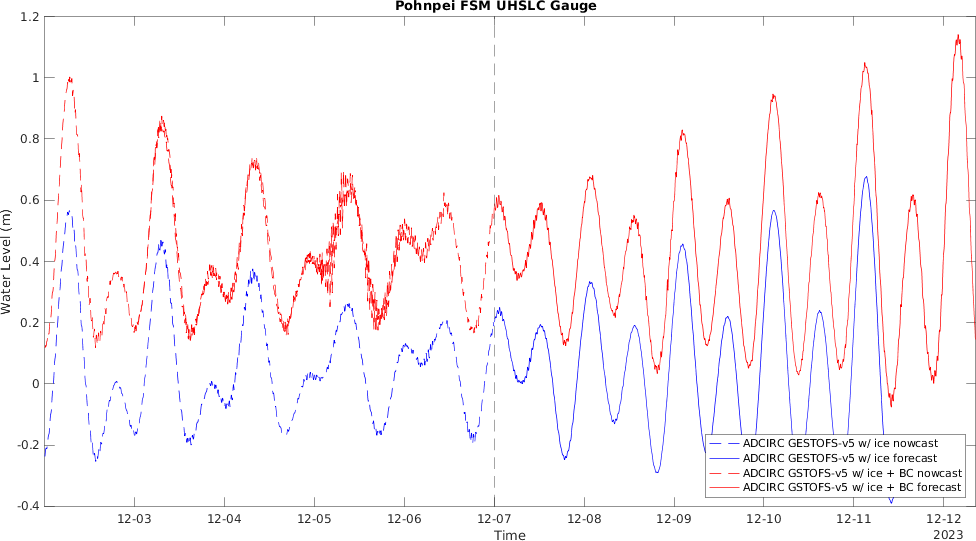 Pohnpei FSM UHSLC Gauge
1.2
1
0.8
0.6
0.4
0.2
0
-0.2
-0.4
Water Level (m)
ADCIRC GESTOFS-v5 w/ ice nowcast
ADCIRC GESTOFS-v5 w/ ice forecast
ADCIRC GSTOFS-v5 w/ ice + BC nowcast
ADCIRC GSTOFS-v5 w/ ice + BC forecast
12-03 12-04 12-05 12-06 12-07 12-08 12-09 12-10 12-11 12-12
Time 2023